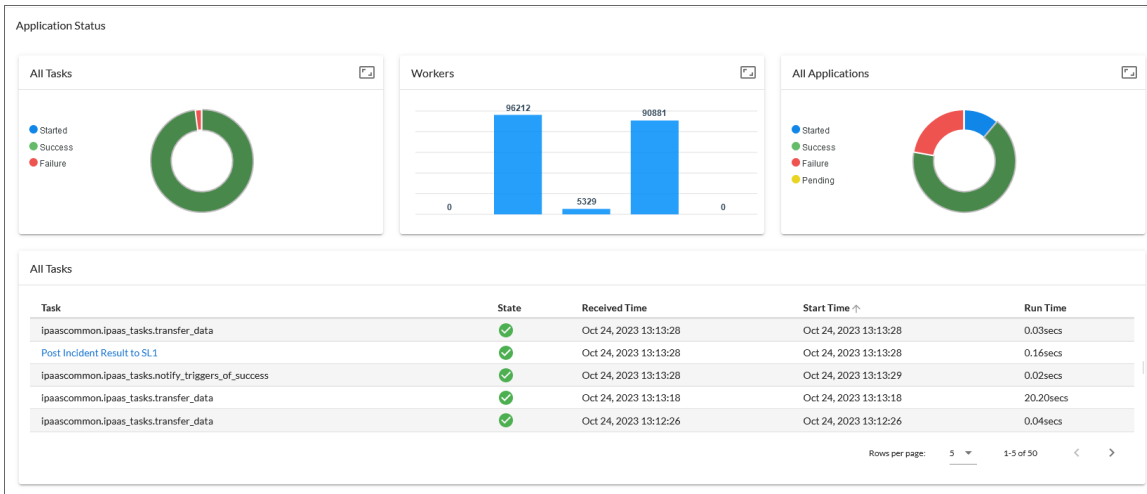 Application Status
All Tasks
Started
Success
Failure
Workers
0
96212
5329
90881
0
All Applications
Started
Success
Failure
Pending
All Tasks
Task State Received Time Start Time Run Time
ipaascommon.ipaas_tasks.transfer_data Oct 24, 2023 13:13:28 Oct 24, 2023 13:13:28 0.03secs
Post Incident Result to SL1 Oct 24, 2023 13:13:28 Oct 24, 2023 13:13:28 0.16secs
ipaascommon.ipaas_tasks.notify_triggers_of_success Oct 24, 2023 13:13:28 Oct 24, 2023 13:13:29 0.02secs
ipaascommon.ipaas_tasks.transfer_data Oct 24, 2023 13:13:18 Oct 24, 2023 13:13:18 20.20secs
ipaascommon.ipaas_tasks.transfer_data Oct 24, 2023 13:12:26 Oct 24, 2023 13:12:26 0.04secs
Rows per page: 5 1-5 of 50